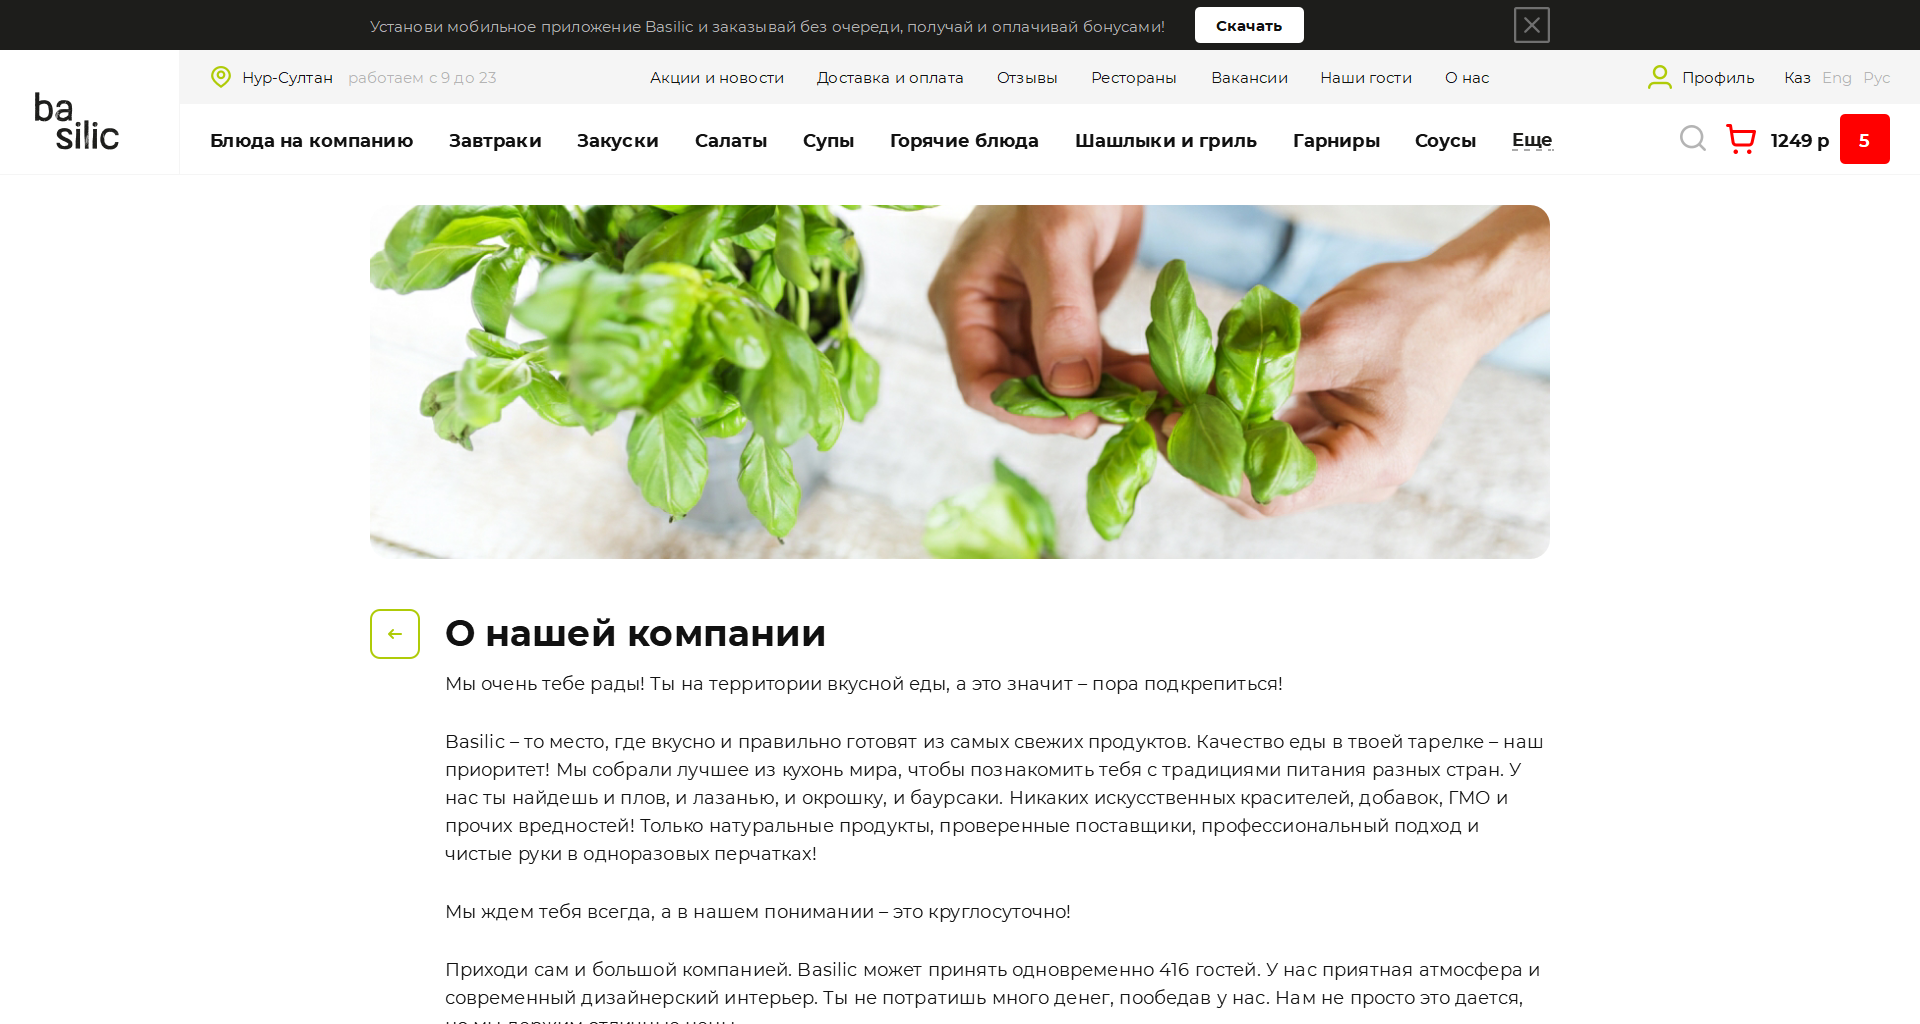 Установи мобильное приложение Basilic и заказывай без очереди, получай и оплачивай бонусами!
Скачать
ba
silic
Нур-Султан
работаем с 9 до 23
Акции и новости
Доставка и оплата
Отзывы
Рестораны
Вакансии
Наши гости
О нас
Профиль
Каз
Eng
Рус
Блюда на компанию
Завтраки
Закуски
Салаты
Супы
Горячие блюда
Шашлыки и гриль
Гарниры
Соусы
Еще
1249 р
5
О нашей компании
Мы очень тебе рады! Ты на территории вкусной еды, а это значит – пора подкрепиться!
Basilic – то место, где вкусно и правильно готовят из самых свежих продуктов. Качество еды в твоей тарелке – наш
приоритет! Мы собрали лучшее из кухонь мира, чтобы познакомить тебя с традициями питания разных стран. У
нас ты найдешь и плов, и лазанью, и окрошку, и баурсаки. Никаких искусственных красителей, добавок, ГМО и
прочих вредностей! Только натуральные продукты, проверенные поставщики, профессиональный подход и
чистые руки в одноразовых перчатках!
Мы ждем тебя всегда, а в нашем понимании – это круглосуточно!
Приходи сам и большой компанией. Basilic может принять одновременно 416 гостей. У нас приятная атмосфера и
современный дизайнерский интерьер. Ты не потратишь много денег, пообедав у нас. Нам не просто это дается,